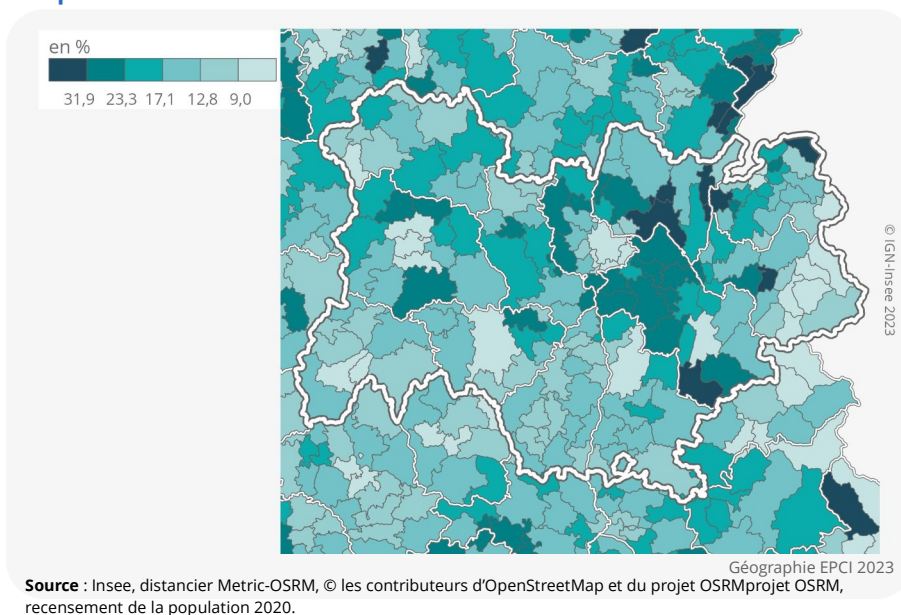 en %
31,9 23,3 17,1 12,8 9,0
© IGN-Insee 2023
Géographie EPCI 2023
Source : Insee, distancier Metric-OSRM, © les contributeurs d'OpenStreetMap et du projet OSRMprojet OSRM,
recensement de la population 2020.